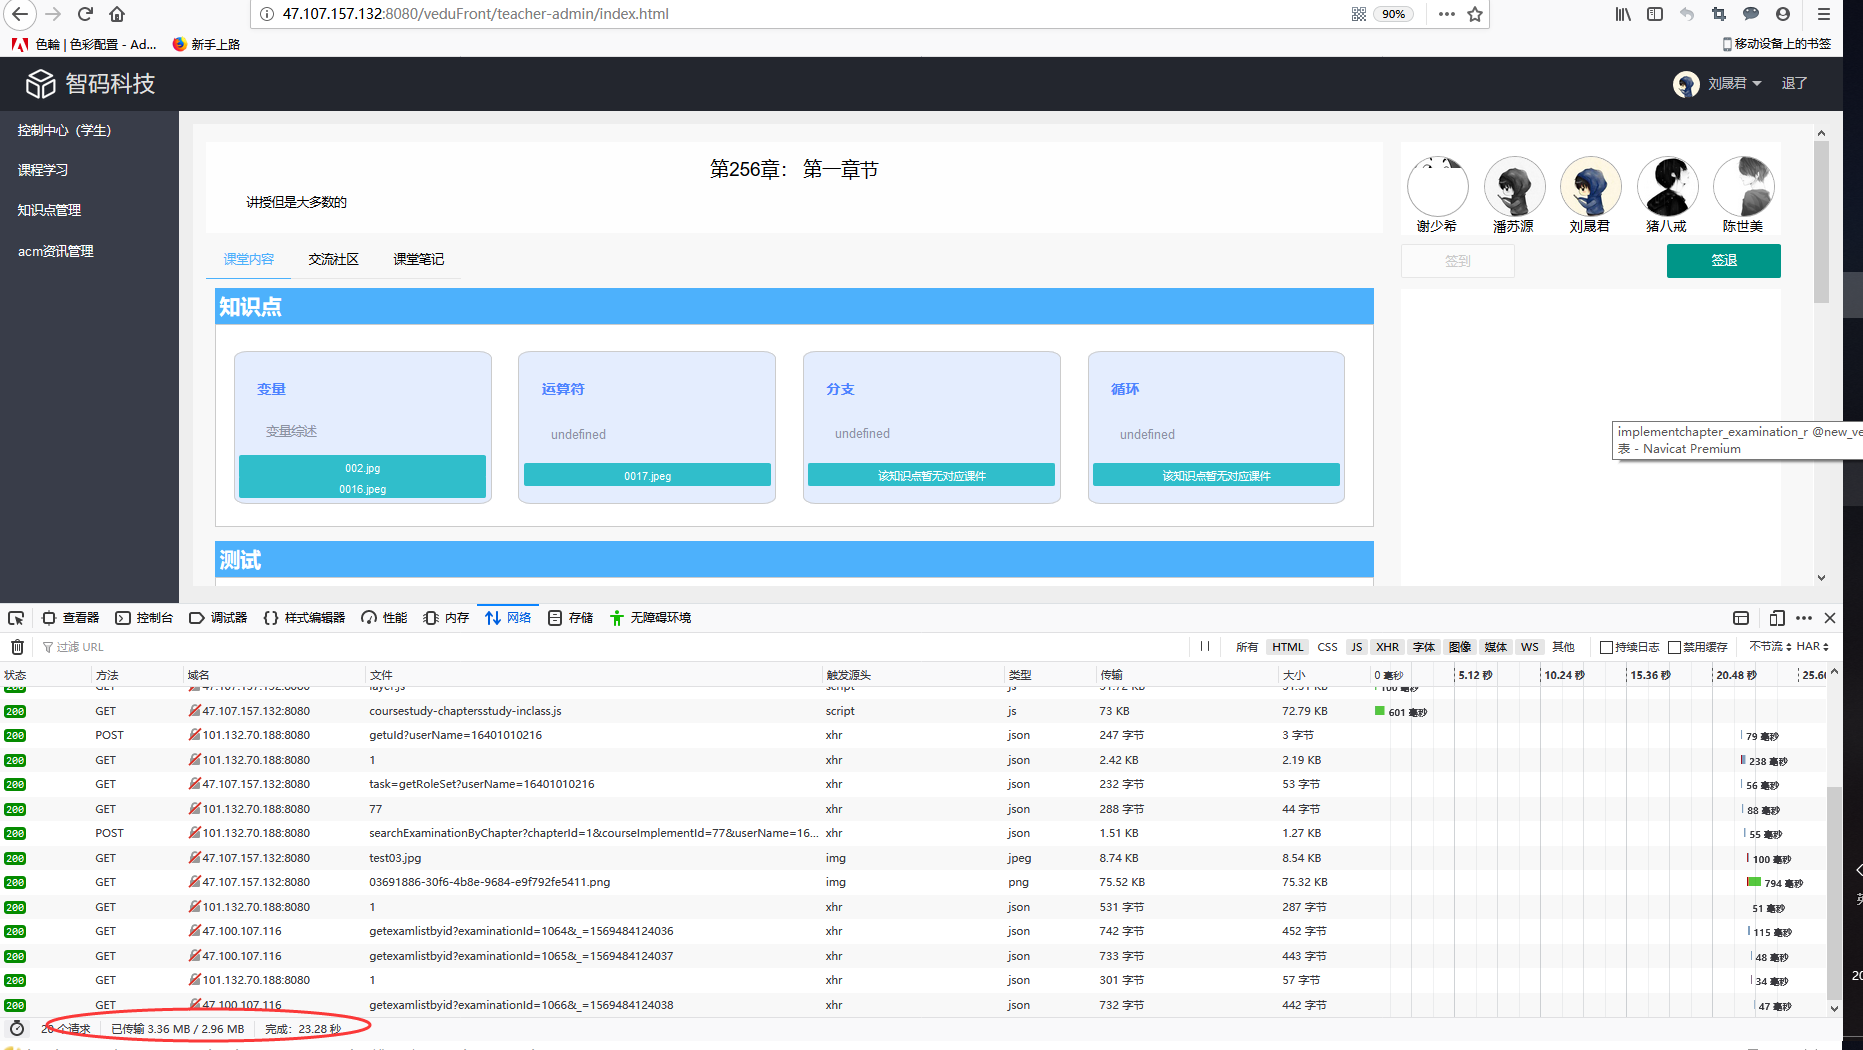 47.107.157.132:8080/veduFront/teacher-admin/index.html
90%
色轮 | 色彩配置 - Ad...
新手上路
移动设备上的书签
智码科技
刘晟君
退了
控制中心（学生）
课程学习
知识点管理
acm资讯管理
第256章： 第一章节
讲授但是大多数的
谢少希
潘苏源
刘晟君
猪八戒
陈世美
签到
签退
课堂内容
交流社区
课堂笔记
知识点
变量
运算符
分支
循环
变量综述
undefined
undefined
undefined
002.jpg
0016.jpeg
0017.jpeg
该知识点暂无对应课件
该知识点暂无对应课件
implementchapter_examination_r @new_ve
表 - Navicat Premium
测试
查看器
控制台
调试器
样式编辑器
性能
内存
网络
存储
无障碍环境
过滤 URL
所有 HTML CSS JS XHR 字体 图像 媒体 WS 其他
持续日志 禁用缓存
不节流 HAR
状态 方法 域名 文件 触发源头 类型 传输 大小 0 毫秒 5.12 秒 10.24 秒 15.36 秒 20.48 秒 25.60
200 GET 47.107.157.132:8080 layer.js script js 51.72 KB 51.51 KB 100 毫秒
200 GET 47.107.157.132:8080 coursestudy-chaptersstudy-inclass.js script js 73 KB 72.79 KB 601 毫秒
200 POST 101.132.70.188:8080 getuId?userName=16401010216 xhr json 247 字节 3 字节 79 毫秒
200 GET 101.132.70.188:8080 1 xhr json 2.42 KB 2.19 KB 238 毫秒
200 GET 47.107.157.132:8080 task=getRoleSet?userName=16401010216 xhr json 232 字节 53 字节 56 毫秒
200 GET 101.132.70.188:8080 77 xhr json 288 字节 44 字节 88 毫秒
200 POST 101.132.70.188:8080 searchExaminationByChapter?chapterId=1&courseImplementId=77&userName=16... xhr json 1.51 KB 1.27 KB 55 毫秒
200 GET 47.107.157.132:8080 test03.jpg img jpeg 8.74 KB 8.54 KB 100 毫秒
200 GET 47.107.157.132:8080 03691886-30f6-4b8e-9684-e9f792fe5411.png img png 75.52 KB 75.32 KB 794 毫秒
200 GET 101.132.70.188:8080 1 xhr json 531 字节 287 字节 51 毫秒
200 GET 47.100.107.116 getexamlistbyid?examinationId=1064&_=1569484124036 xhr json 742 字节 452 字节 115 毫秒
200 GET 47.100.107.116 getexamlistbyid?examinationId=1065&_=1569484124037 xhr json 733 字节 443 字节 48 毫秒
200 GET 101.132.70.188:8080 1 xhr json 301 字节 57 字节 34 毫秒
200 GET 47.100.107.116 getexamlistbyid?examinationId=1066&_=1569484124038 xhr json 732 字节 442 字节 47 毫秒
个请求 已传输 3.36 MB / 2.96 MB 完成：23.28 秒